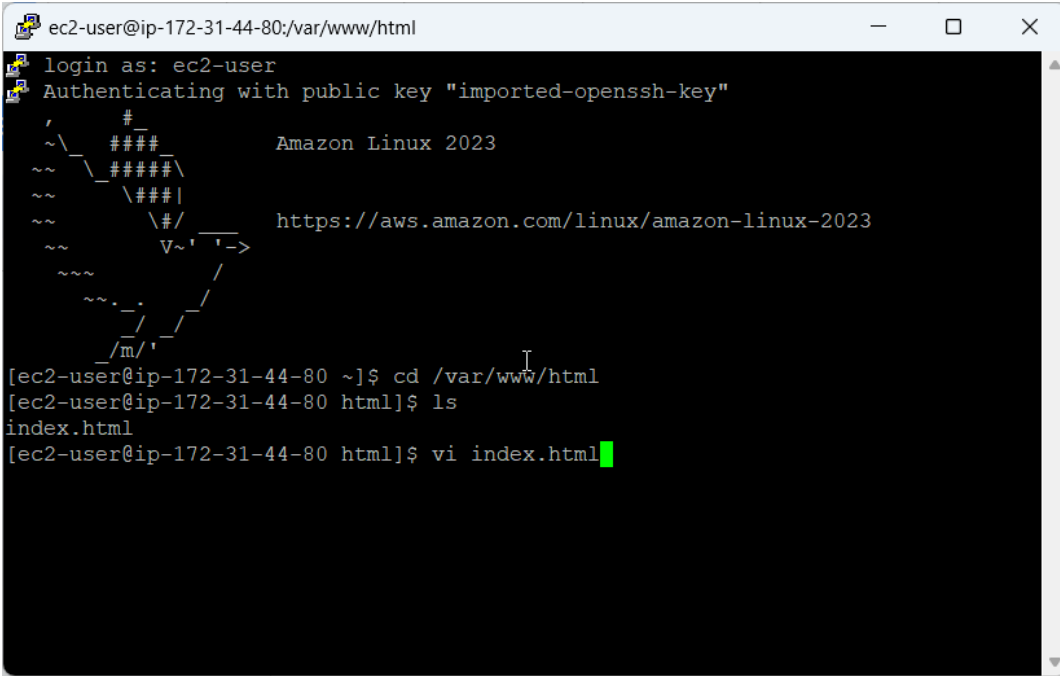 ec2-user@ip-172-31-44-80:/var/www/html
login as: ec2-user
Authenticating with public key "imported-openssh-key"
   ,     #_
   ~\_  ####_        Amazon Linux 2023
  ~~  \_#####\
  ~~     \###|
  ~~       \#/ ___   https://aws.amazon.com/linux/amazon-linux-2023
   ~~       V~' '->
    ~~~         /
      ~~._.   _/
         _/ _/
       _/m/'
[ec2-user@ip-172-31-44-80 ~]$ cd /var/www/html
[ec2-user@ip-172-31-44-80 html]$ ls
index.html
[ec2-user@ip-172-31-44-80 html]$ vi index.html